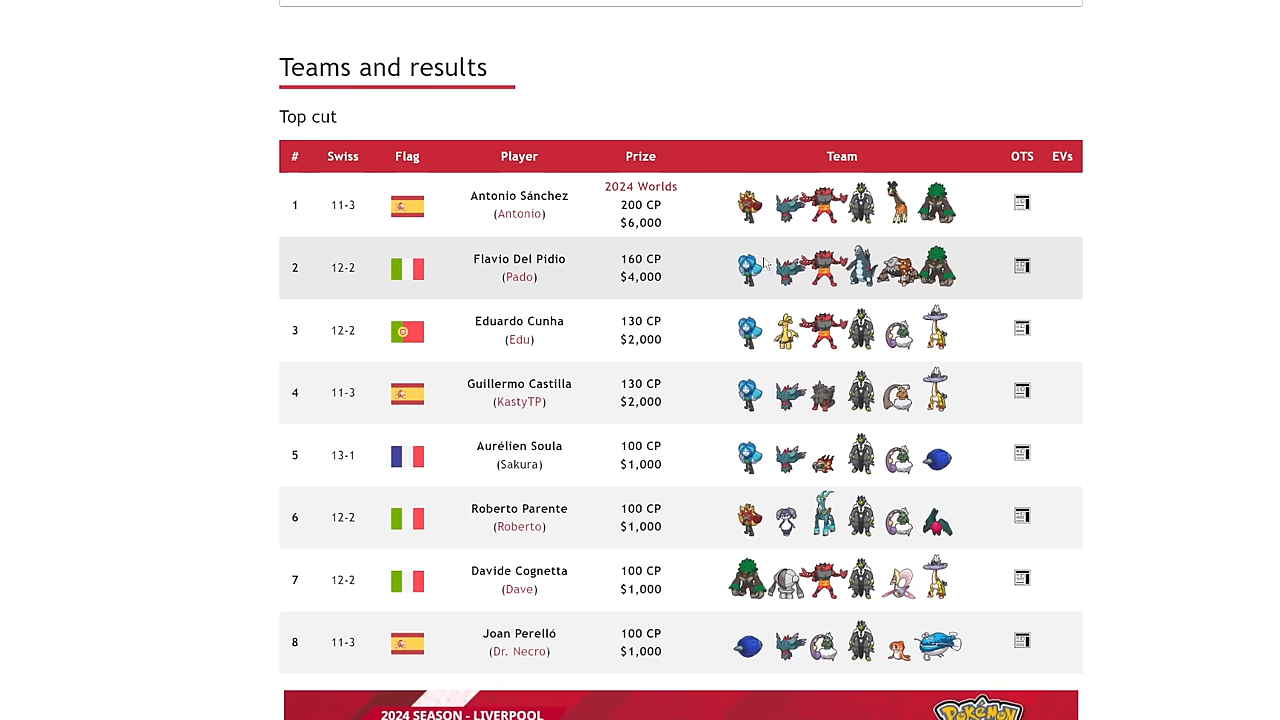 Teams and results
Top cut
# Swiss Flag Player Prize Team OTS EVs
1 11-3 Antonio Sánchez (Antonio) 2024 Worlds 200 CP $6,000
2 12-2 Flavio Del Pidio (Pado) 160 CP $4,000
3 12-2 Eduardo Cunha (Edu) 130 CP $2,000
4 11-3 Guillermo Castilla (KastyTP) 130 CP $2,000
5 13-1 Aurélien Soula (Sakura) 100 CP $1,000
6 12-2 Roberto Parente (Roberto) 100 CP $1,000
7 12-2 Davide Cognetta (Dave) 100 CP $1,000
8 11-3 Joan Perelló (Dr. Necro) 100 CP $1,000
2024 SEASON - LIVERPOOL
Pokémon